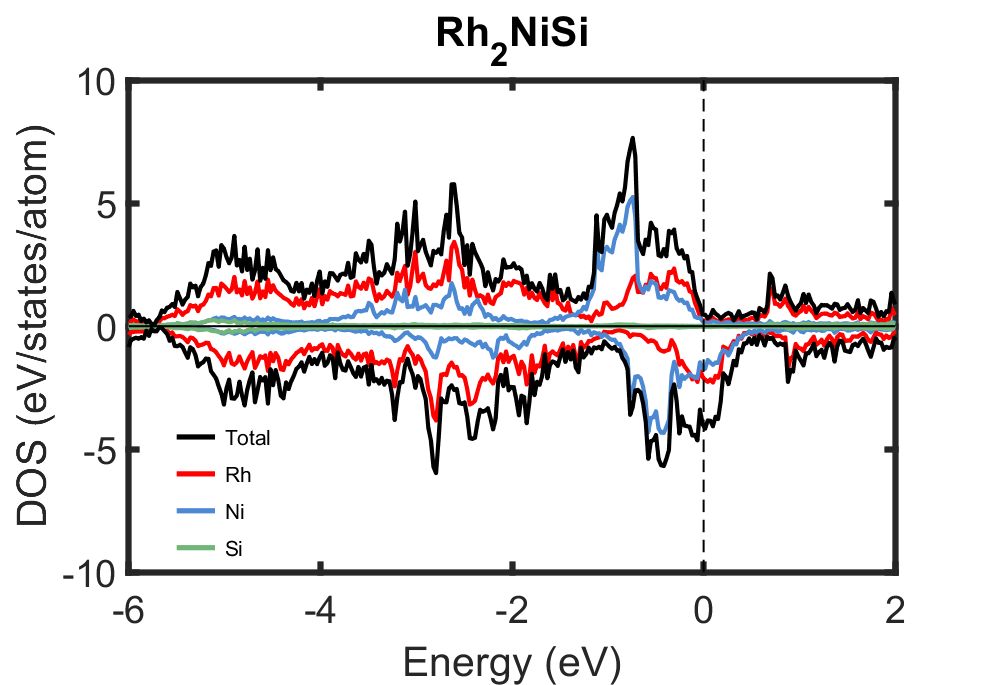 Rh₂NiSi
DOS (eV/states/atom)
10
5
0
-5
-10
Total
Rh
Ni
Si
-6 -4 -2 0 2
Energy (eV)